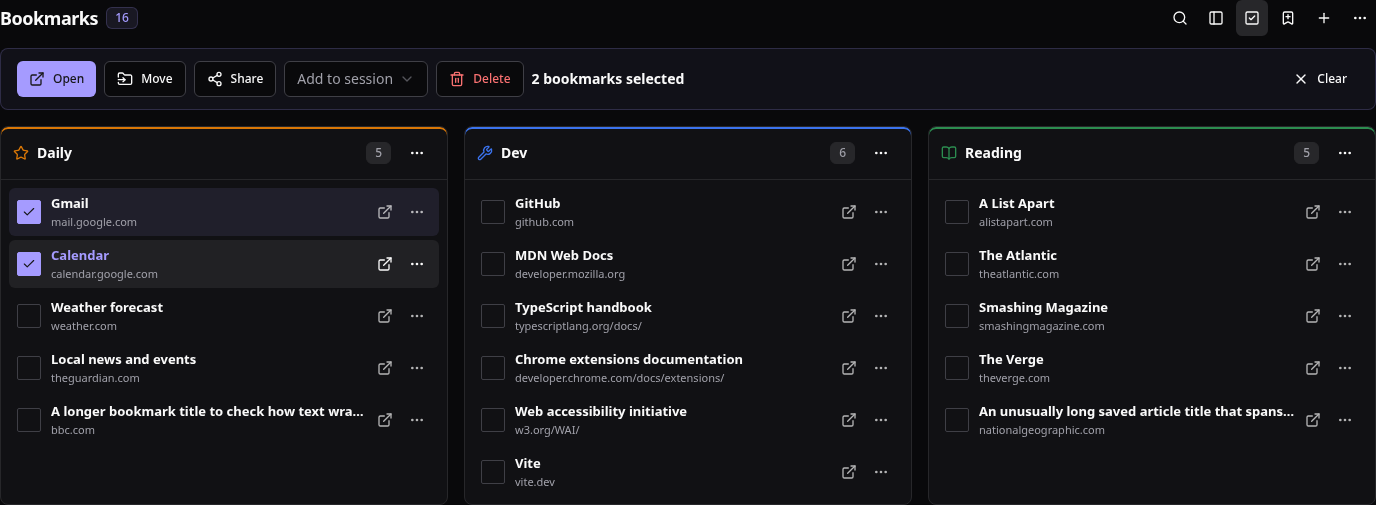 Bookmarks 16
Open Move Share Add to session Delete 2 bookmarks selected Clear
Daily 5
Gmail
mail.google.com
Calendar
calendar.google.com
Weather forecast
weather.com
Local news and events
theguardian.com
A longer bookmark title to check how text wra...
bbc.com
Dev 6
GitHub
github.com
MDN Web Docs
developer.mozilla.org
TypeScript handbook
typescriptlang.org/docs/
Chrome extensions documentation
developer.chrome.com/docs/extensions/
Web accessibility initiative
w3.org/WAI/
Vite
vite.dev
Reading 5
A List Apart
alistapart.com
The Atlantic
theatlantic.com
Smashing Magazine
smashingmagazine.com
The Verge
theverge.com
An unusually long saved article title that spans...
nationalgeographic.com